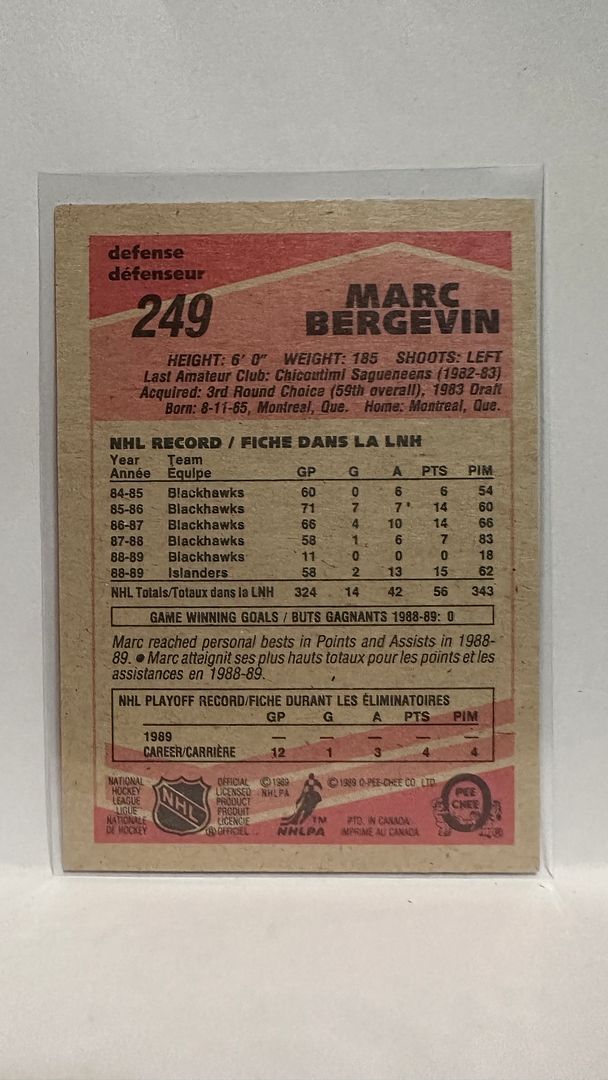 defense
défenseur
249
MARC
BERGEVIN
HEIGHT: 6' 0" WEIGHT: 185 SHOOTS: LEFT
Last Amateur Club: Chicoutimi Sagueneens (1982-83)
Acquired: 3rd Round Choice (59th overall), 1983 Draft
Born: 8-11-65, Montreal, Que. Home: Montreal, Que.
NHL RECORD / FICHE DANS LA LNH
Year Team
Année Équipe GP G A PTS PIM
84-85 Blackhawks 60 0 6 6 54
85-86 Blackhawks 71 7 7 14 60
86-87 Blackhawks 66 4 10 14 66
87-88 Blackhawks 58 1 6 7 83
88-89 Blackhawks 11 0 0 0 18
88-89 Islanders 58 2 13 15 62
NHL Totals/Totaux dans la LNH 324 14 42 56 343
GAME WINNING GOALS / BUTS GAGNANTS 1988-89: 0
Marc reached personal bests in Points and Assists in 1988-
89. ● Marc atteignit ses plus hauts totaux pour les points et les
assistances en 1988-89.
NHL PLAYOFF RECORD/FICHE DURANT LES ÉLIMINATOIRES
GP G A PTS PIM
1989 — — — — —
CAREER/CARRIÈRE 12 1 3 4 4
NATIONAL
HOCKEY
LEAGUE
LIGUE
NATIONALE
DE HOCKEY
NHL
OFFICIAL
LICENSED
PRODUCT
PRODUIT
LICENCIE
® OFFICIEL
© 1989
NHLPA
TM
NHLPA
© 1989 O-PEE-CHEE CO. LTD.
PTD. IN CANADA
IMPRIME AU CANADA
O
PEE
CHEE